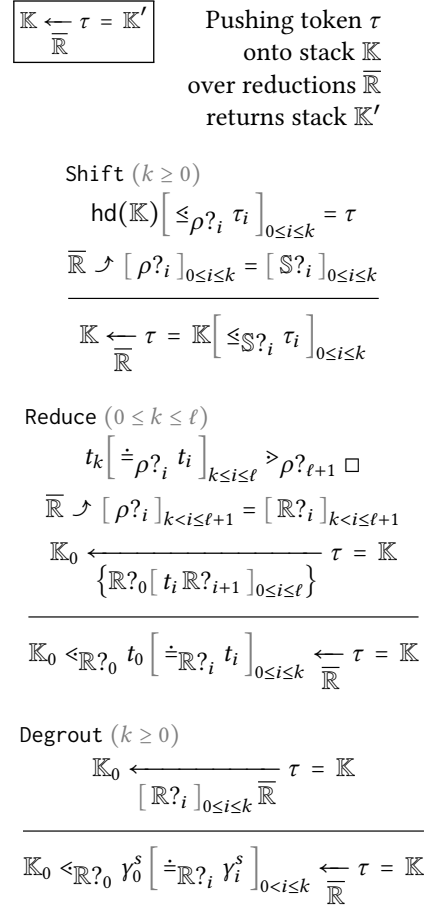 𝕂 ←_{ℝ̅} τ = 𝕂′
Pushing token τ
onto stack 𝕂
over reductions ℝ̅
returns stack 𝕂′
Shift (k ≥ 0)
hd(𝕂)[ ⋖̇_{ρ?_i} τ_i ]_{0≤i≤k} = τ
ℝ̅ ⤴ [ ρ?_i ]_{0≤i≤k} = [ 𝕊?_i ]_{0≤i≤k}
𝕂 ←_{ℝ̅} τ = 𝕂[ ⋖̇_{𝕊?_i} τ_i ]_{0≤i≤k}
Reduce (0 ≤ k ≤ ℓ)
t_k[ ≐_{ρ?_i} t_i ]_{k≤i≤ℓ} ⋗_{ρ?_{ℓ+1}} □
ℝ̅ ⤴ [ ρ?_i ]_{k<i≤ℓ+1} = [ ℝ?_i ]_{k<i≤ℓ+1}
𝕂_0 ←_{{ℝ?_0[ t_i ℝ?_{i+1} ]_{0≤i≤ℓ}}} τ = 𝕂
𝕂_0 ⋖_{ℝ?_0} t_0 [ ≐_{ℝ?_i} t_i ]_{0≤i≤k} ←_{ℝ̅} τ = 𝕂
Degrout (k ≥ 0)
𝕂_0 ←_{[ ℝ?_i ]_{0≤i≤k} ℝ̅} τ = 𝕂
𝕂_0 ⋖_{ℝ?_0} γ_0^s [ ≐_{ℝ?_i} γ_i^s ]_{0<i≤k} ←_{ℝ̅} τ = 𝕂